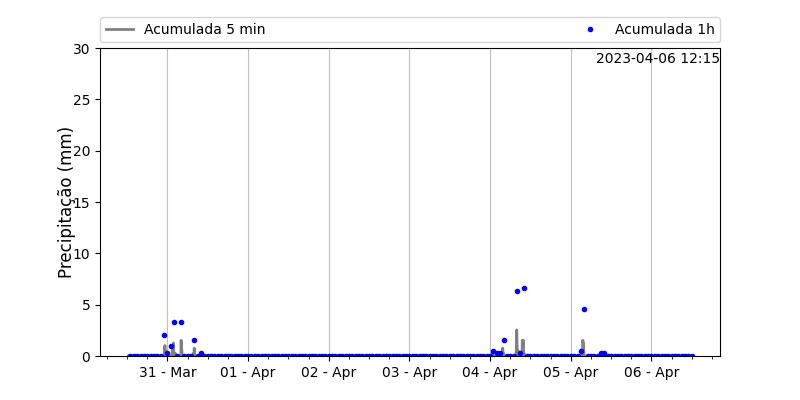 Acumulada 5 min
Acumulada 1h
2023-04-06 12:15
Precipitação (mm)
30
25
20
15
10
5
0
31 - Mar
01 - Apr
02 - Apr
03 - Apr
04 - Apr
05 - Apr
06 - Apr